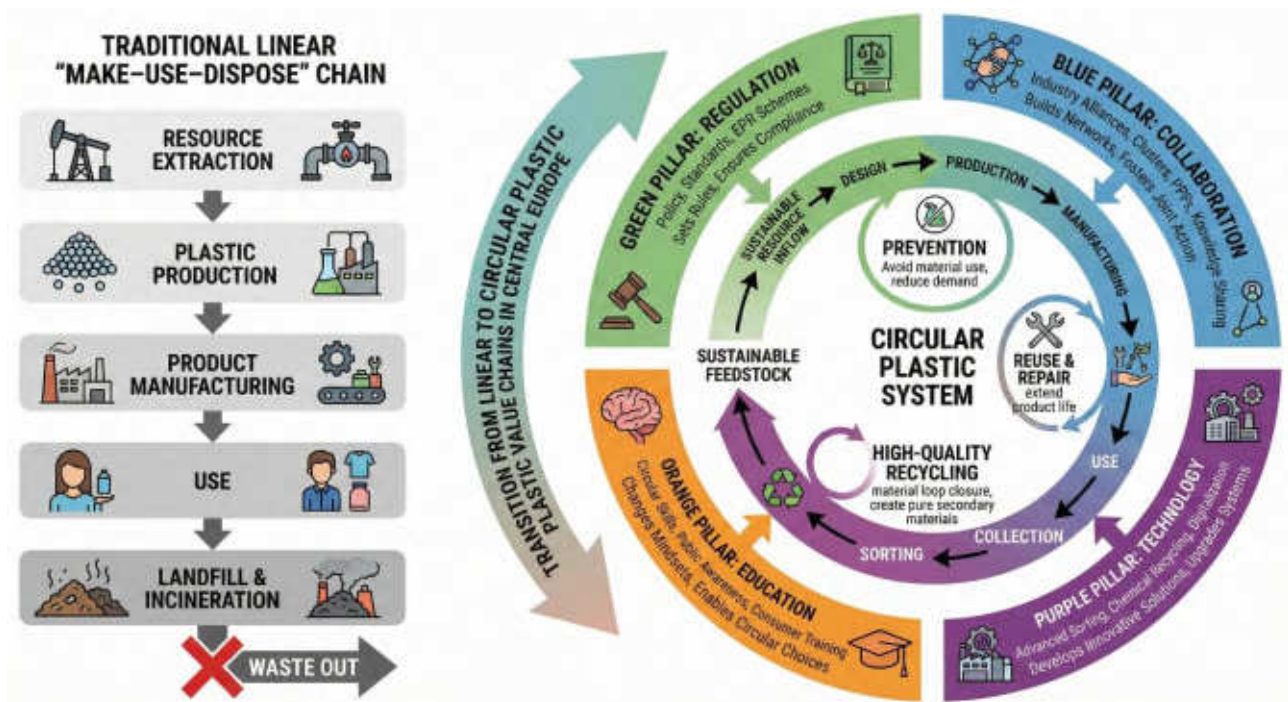 TRADITIONAL LINEAR
"MAKE–USE–DISPOSE" CHAIN
RESOURCE
EXTRACTION
PLASTIC
PRODUCTION
PRODUCT
MANUFACTURING
USE
LANDFILL &
INCINERATION
WASTE OUT
TRANSITION FROM LINEAR TO CIRCULAR PLASTIC
PLASTIC VALUE CHAINS IN CENTRAL EUROPE
GREEN PILLAR: REGULATION
Policy, Standards, EPR Schemes
Sets Rules, Ensures Compliance
BLUE PILLAR: COLLABORATION
Industry Alliances, Clusters, PPPs, Knowledge Sharing
Builds Networks, Fosters Joint Action
SUSTAINABLE
RESOURCE
INFLOW
DESIGN
PRODUCTION
MANUFACTURING
PREVENTION
Avoid material use,
reduce demand
CIRCULAR
PLASTIC
SYSTEM
REUSE &
REPAIR
extend
product life
SUSTAINABLE
FEEDSTOCK
HIGH-QUALITY
RECYCLING
material loop closure,
create pure secondary
materials
USE
COLLECTION
SORTING
ORANGE PILLAR: EDUCATION
Circular Skills, Public Awareness, Consumer Training
Changes Mindsets, Enables Circular Choices
PURPLE PILLAR: TECHNOLOGY
Advanced Sorting, Chemical Recycling, Digitalization
Develops Innovative Solutions, Upgrades Systems